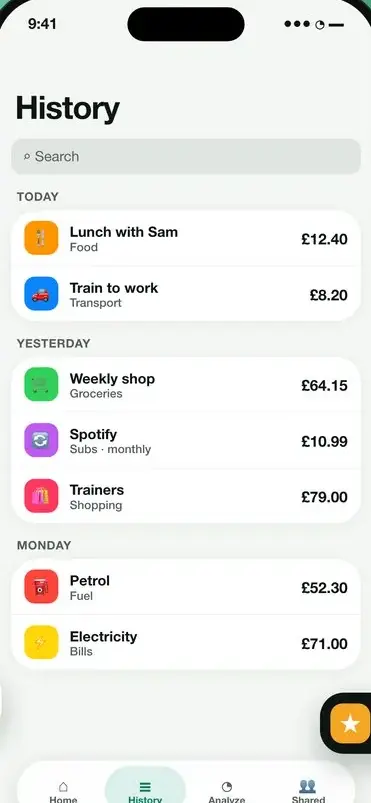 9:41
History
Search
TODAY
Lunch with Sam
Food
£12.40
Train to work
Transport
£8.20
YESTERDAY
Weekly shop
Groceries
£64.15
Spotify
Subs · monthly
£10.99
Trainers
Shopping
£79.00
MONDAY
Petrol
Fuel
£52.30
Electricity
Bills
£71.00
Home
History
Analyze
Shared